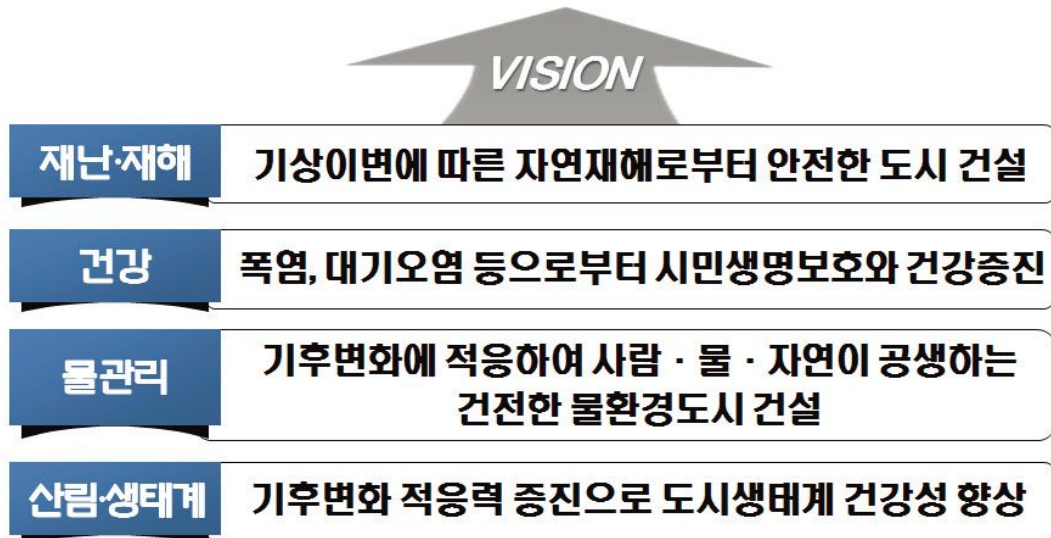 VISION
재난·재해
기상이변에 따른 자연재해로부터 안전한 도시 건설
건강
폭염, 대기오염 등으로부터 시민생명보호와 건강증진
물관리
기후변화에 적응하여 사람 · 물 · 자연이 공생하는
건전한 물환경도시 건설
산림·생태계
기후변화 적응력 증진으로 도시생태계 건강성 향상